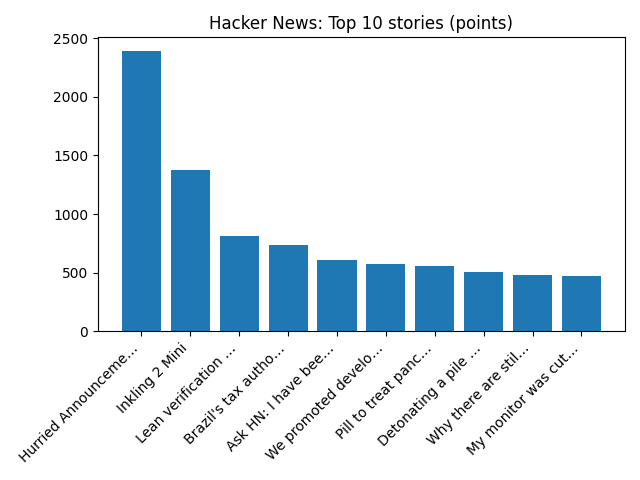 Hacker News: Top 10 stories (points)
2500
2000
1500
1000
500
0
Hurried Announceme...
Inkling 2 Mini
Lean verification ...
Brazil's tax autho...
Ask HN: I have bee...
We promoted develo...
Pill to treat panc...
Detonating a pile ...
Why there are stil...
My monitor was cut...